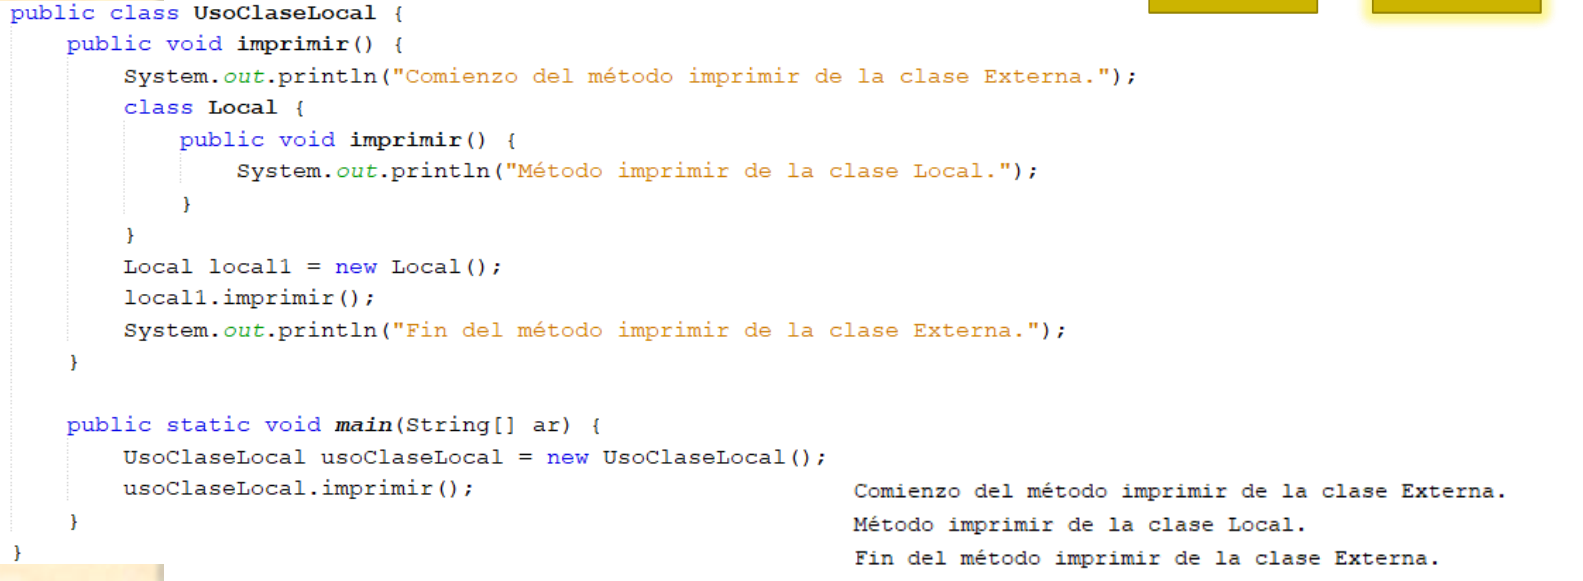 public class UsoClaseLocal {
    public void imprimir() {
        System.out.println("Comienzo del método imprimir de la clase Externa.");
        class Local {
            public void imprimir() {
                System.out.println("Método imprimir de la clase Local.");
            }
        }
        Local local1 = new Local();
        local1.imprimir();
        System.out.println("Fin del método imprimir de la clase Externa.");
    }
    public static void main(String[] ar) {
        UsoClaseLocal usoClaseLocal = new UsoClaseLocal();
        usoClaseLocal.imprimir();
    }
}
Comienzo del método imprimir de la clase Externa.
Método imprimir de la clase Local.
Fin del método imprimir de la clase Externa.